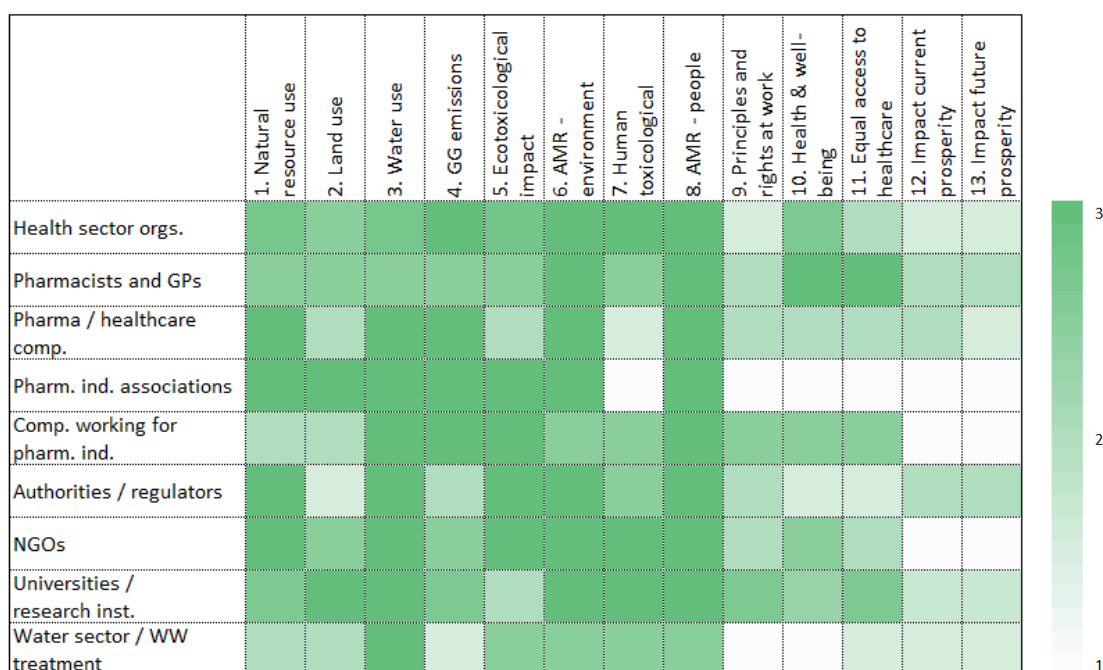 1. Natural
resource use
2. Land use
3. Water use
4. GG emissions
5. Ecotoxicological
impact
6. AMR -
environment
7. Human
toxicological
8. AMR - people
9. Principles and
rights at work
10. Health & well-
being
11. Equal access to
healthcare
12. Impact current
prosperity
13. Impact future
prosperity
Health sector orgs.
Pharmacists and GPs
Pharma / healthcare
comp.
Pharm. ind. associations
Comp. working for
pharm. ind.
Authorities / regulators
NGOs
Universities /
research inst.
Water sector / WW
treatment
3
2
1